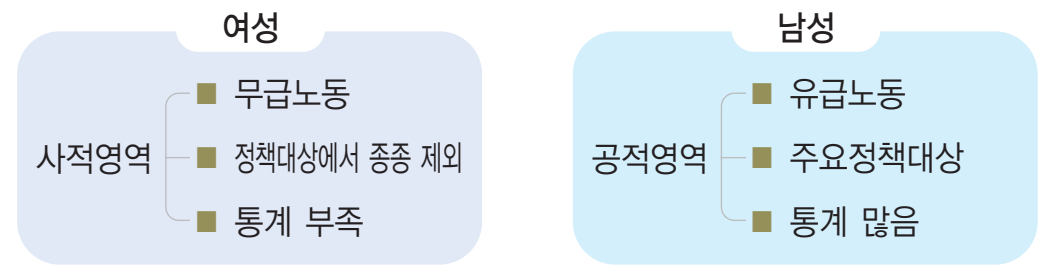 여성
사적영역
무급노동
정책대상에서 종종 제외
통계 부족
남성
공적영역
유급노동
주요정책대상
통계 많음